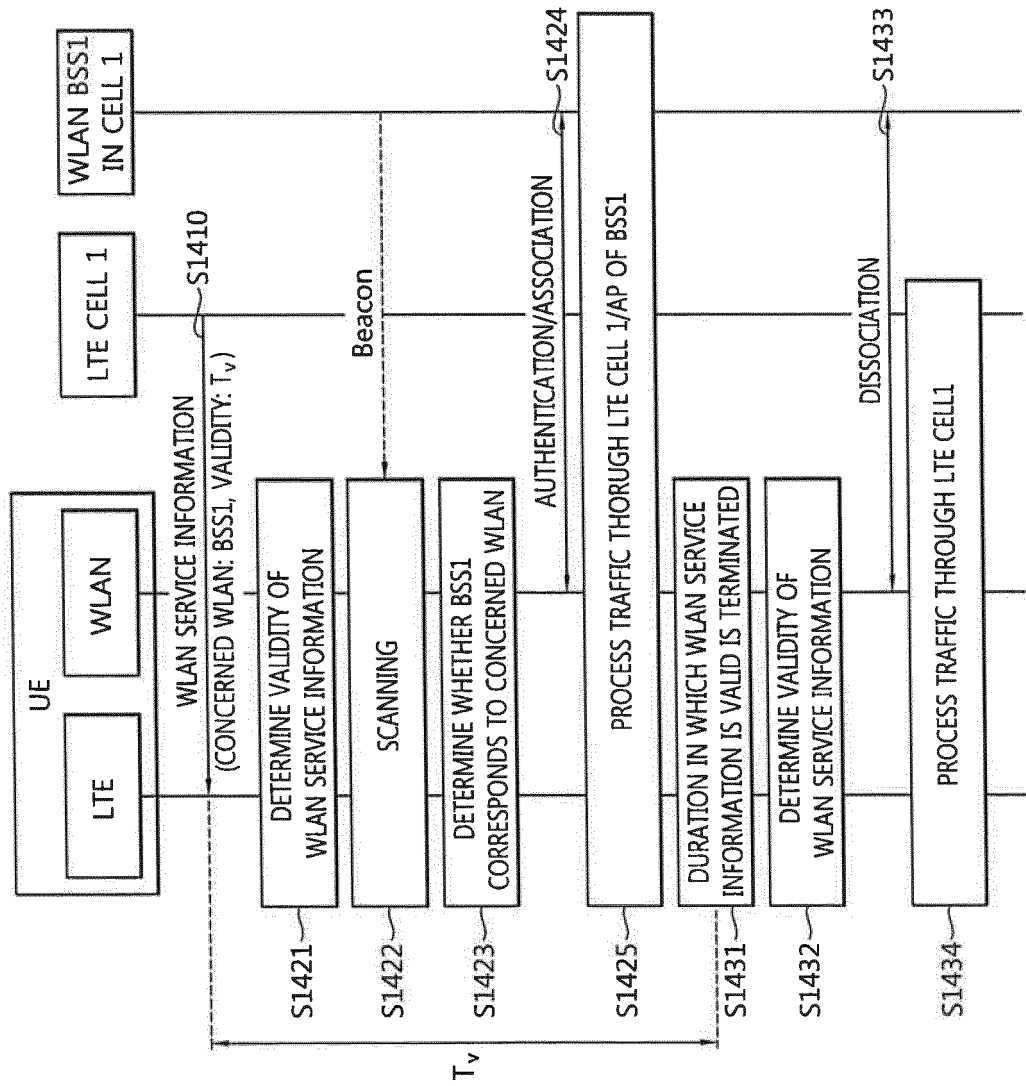 UE
LTE
WLAN
LTE CELL 1
WLAN BSS1
IN CELL 1
WLAN SERVICE INFORMATION
(CONCERNED WLAN: BSS1, VALIDITY: Tv)
S1410
DETERMINE VALIDITY OF
WLAN SERVICE INFORMATION
S1421
Beacon
SCANNING
S1422
DETERMINE WHETHER BSS1
CORRESPONDS TO CONCERNED WLAN
S1423
AUTHENTICATION/ASSOCIATION
S1424
PROCESS TRAFFIC THORUGH LTE CELL 1/AP OF BSS1
S1425
DURATION IN WHICH WLAN SERVICE
INFORMATION IS VALID IS TERMINATED
S1431
Tv
DETERMINE VALIDITY OF
WLAN SERVICE INFORMATION
S1432
DISSOCIATION
S1433
PROCESS TRAFFIC THROUGH LTE CELL1
S1434